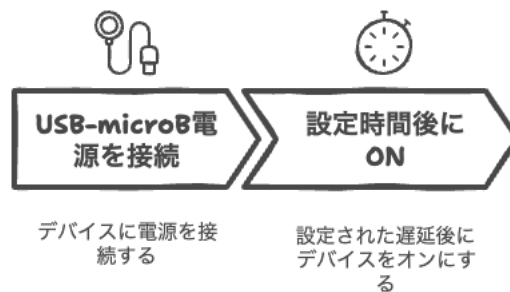 USB-microB電
源を接続
設定時間後に
ON
デバイスに電源を接
続する
設定された遅延後に
デバイスをオンにす
る